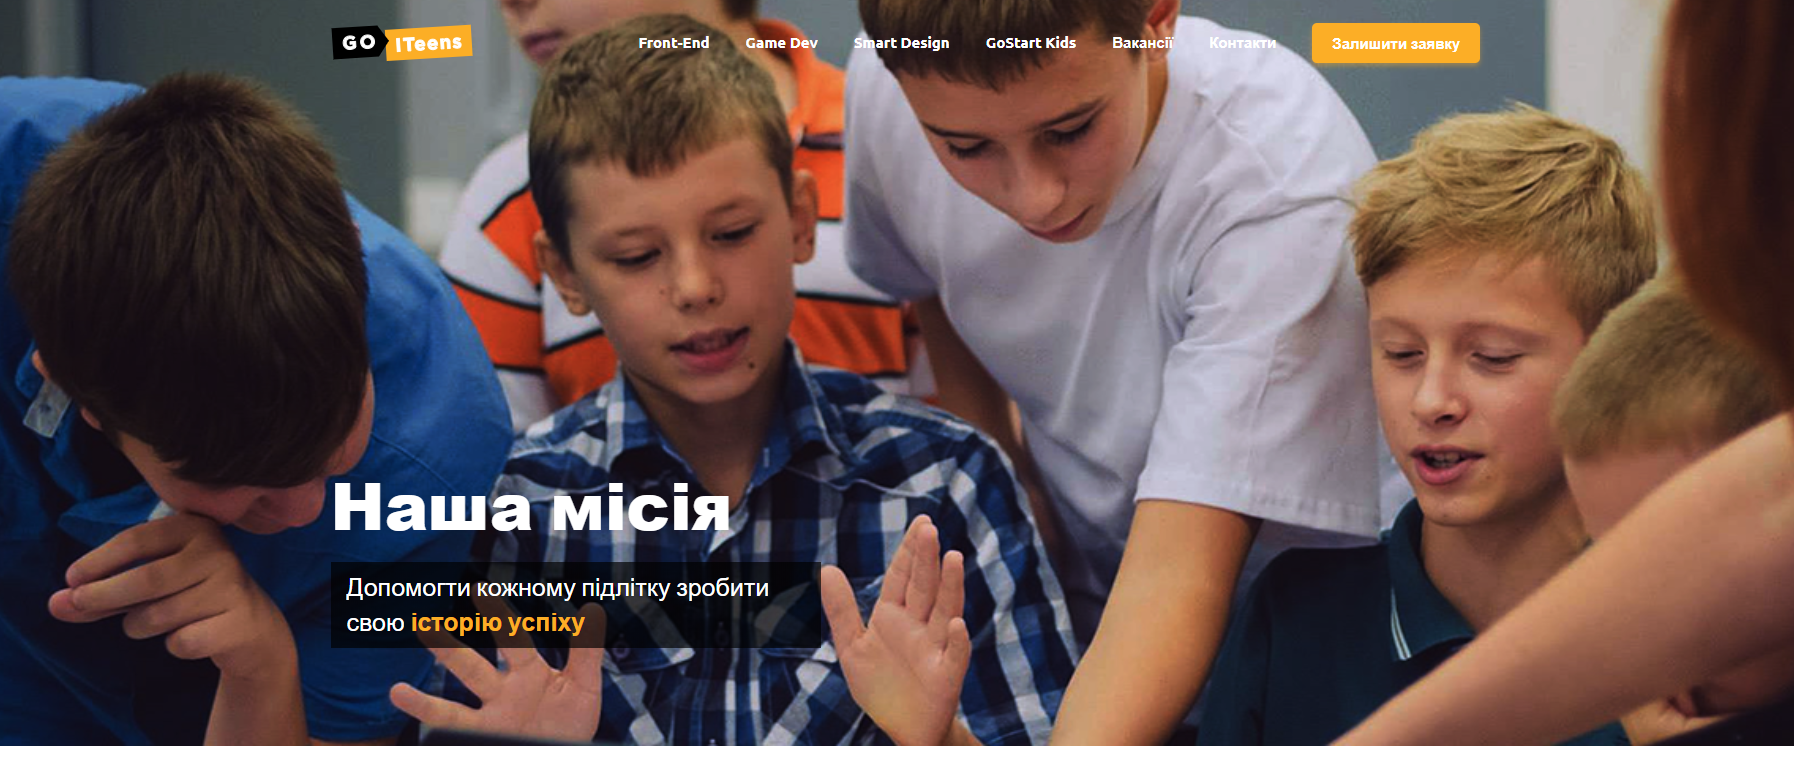 GO ITeens
Front-End Game Dev Smart Design GoStart Kids Вакансії Контакти Залишити заявку
Наша місія
Допомогти кожному підлітку зробити
свою історію успіху